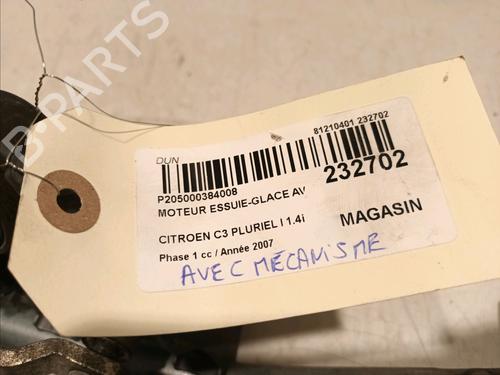 B-PARTS
81210401 232702
DUN
232702
P205000384008
MOTEUR ESSUIE-GLACE AV
CITROEN C3 PLURIEL I 1.4i
MAGASIN
Phase 1 cc / Année 2007
AVEC MÉCANISME